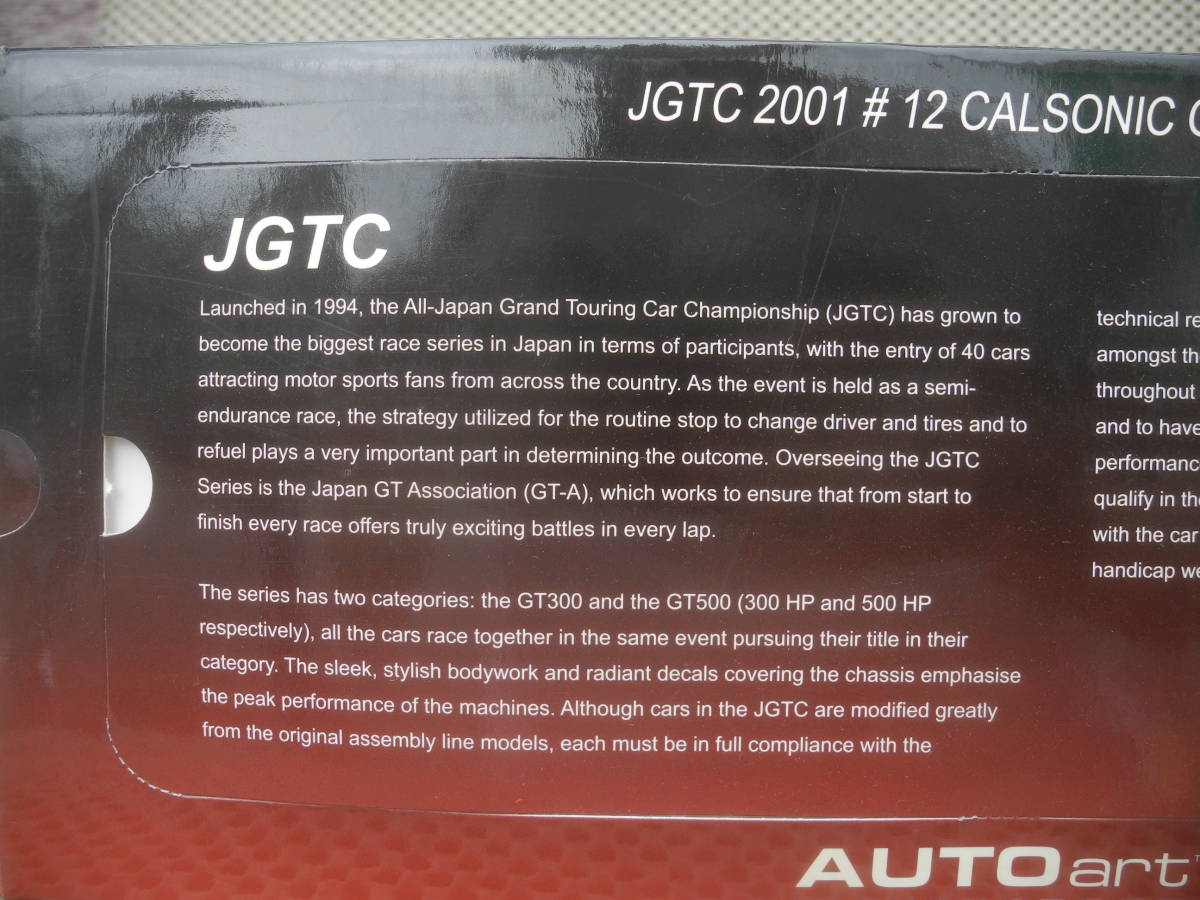 JGTC 2001 # 12 CALSONIC
JGTC
Launched in 1994, the All-Japan Grand Touring Car Championship (JGTC) has grown to
become the biggest race series in Japan in terms of participants, with the entry of 40 cars
attracting motor sports fans from across the country. As the event is held as a semi-
endurance race, the strategy utilized for the routine stop to change driver and tires and to
refuel plays a very important part in determining the outcome. Overseeing the JGTC
Series is the Japan GT Association (GT-A), which works to ensure that from start to
finish every race offers truly exciting battles in every lap.
The series has two categories: the GT300 and the GT500 (300 HP and 500 HP
respectively), all the cars race together in the same event pursuing their title in their
category. The sleek, stylish bodywork and radiant decals covering the chassis emphasise
the peak performance of the machines. Although cars in the JGTC are modified greatly
from the original assembly line models, each must be in full compliance with the
technical
amongst
throughout
and to have
qualify in
with the car
handicap
AUTOart